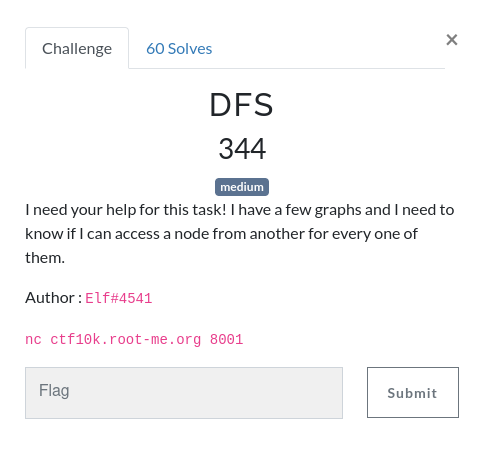 Challenge
60 Solves
×
DFS
344
medium
I need your help for this task! I have a few graphs and I need to
know if I can access a node from another for every one of
them.
Author : Elf#4541
nc ctf10k.root-me.org 8001
Flag
Submit